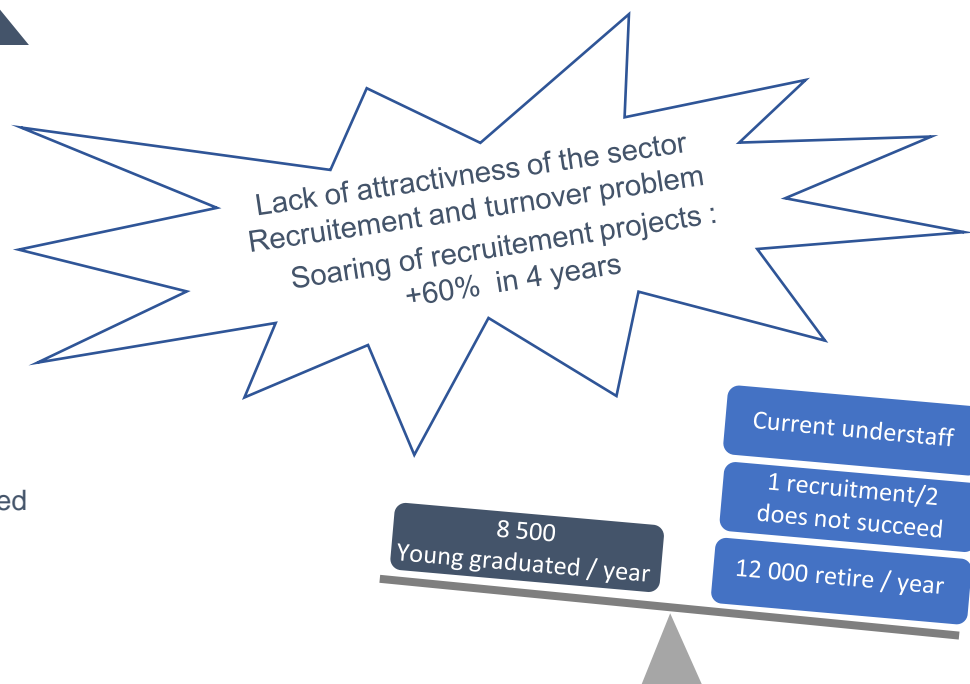 Lack of attractivness of the sector
Recruitement and turnover problem
Soaring of recruitement projects :
+60% in 4 years
Current understaff
1 recruitment/2
does not succeed
12 000 retire / year
8 500
Young graduated / year
ed